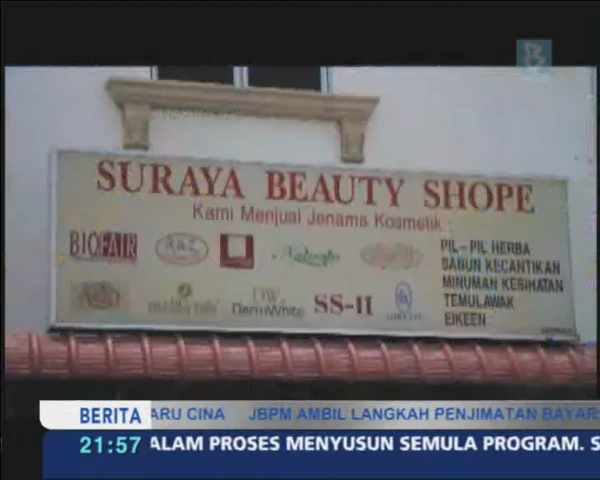 SURAYA BEAUTY SHOPE
Kami Menjual Jenama Kosmetik :
BIOFAIR
PIL-PIL HERBA
SABUN KECANTIKAN
MINUMAN KESIHATAN
TEMULAWAK
EIKEEN
DermWhite
SS-II
BERITA
ARU CINA JBPM AMBIL LANGKAH PENJIMATAN BAYAR
21:57
ALAM PROSES MENYUSUN SEMULA PROGRAM. S